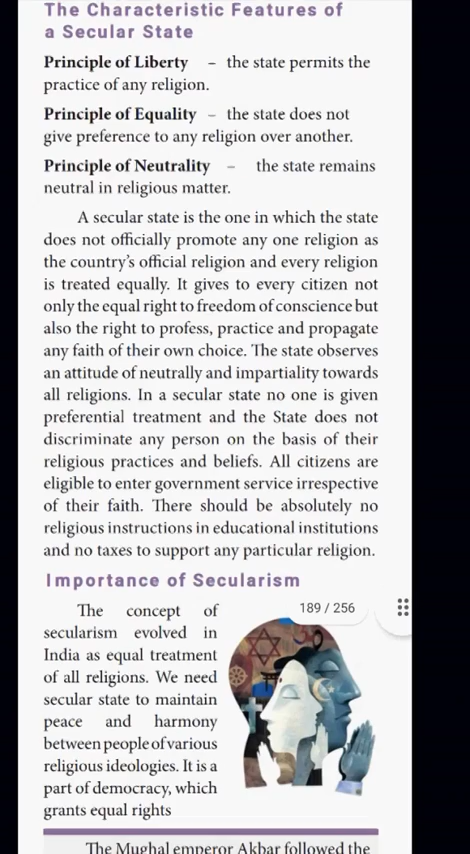 The Characteristic Features of
a Secular State
Principle of Liberty – the state permits the
practice of any religion.
Principle of Equality – the state does not
give preference to any religion over another.
Principle of Neutrality – the state remains
neutral in religious matter.
A secular state is the one in which the state
does not officially promote any one religion as
the country's official religion and every religion
is treated equally. It gives to every citizen not
only the equal right to freedom of conscience but
also the right to profess, practice and propagate
any faith of their own choice. The state observes
an attitude of neutrally and impartiality towards
all religions. In a secular state no one is given
preferential treatment and the State does not
discriminate any person on the basis of their
religious practices and beliefs. All citizens are
eligible to enter government service irrespective
of their faith. There should be absolutely no
religious instructions in educational institutions
and no taxes to support any particular religion.
Importance of Secularism
189 / 256
The concept of
secularism evolved in
India as equal treatment
of all religions. We need
secular state to maintain
peace and harmony
between people of various
religious ideologies. It is a
part of democracy, which
grants equal rights
The Mughal emperor Akbar followed the